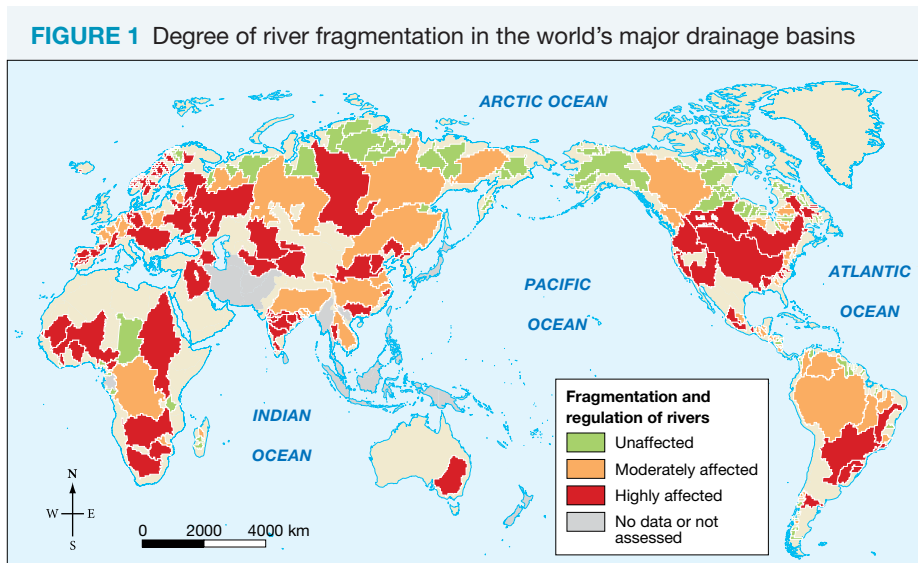 FIGURE 1 Degree of river fragmentation in the world's major drainage basins
ARCTIC OCEAN
PACIFIC
OCEAN
ATLANTIC
OCEAN
INDIAN
OCEAN
Fragmentation and
regulation of rivers
Unaffected
Moderately affected
Highly affected
No data or not
assessed
N
W
E
S
0 2000 4000 km